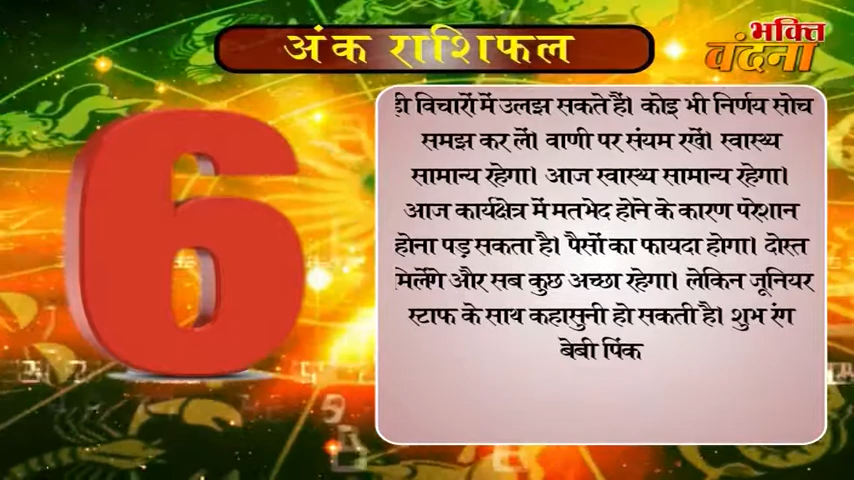 अंक राशिफल
भक्ति
वंदना
6
ही विचारों में उलझ सकते हैं। कोइ भी निर्णय सोच
समझ कर लें। वाणी पर संयम रखें। स्वास्थ्य
सामान्य रहेगा। आज स्वास्थ्य सामान्य रहेगा।
आज कार्यक्षेत्र में मतभेद होने के कारण परेशान
होना पड़ सकता है। पैसों का फायदा होगा। दोस्त
मिलेंगे और सब कुछ अच्छा रहेगा। लेकिन जूनियर
स्टाफ के साथ कहासुनी हो सकती है। शुभ रंग
बेबी पिंक